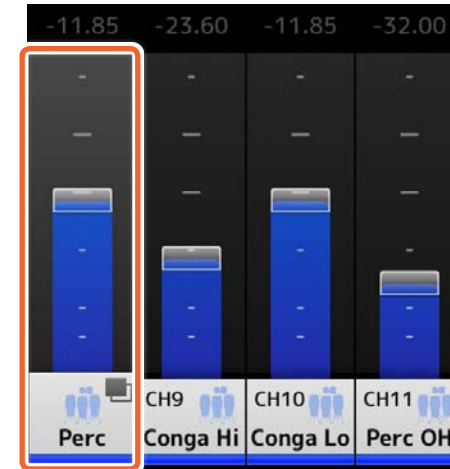 -11.85 -23.60 -11.85 -32.00
CH9 CH10 CH11
Perc Conga Hi Conga Lo Perc OH